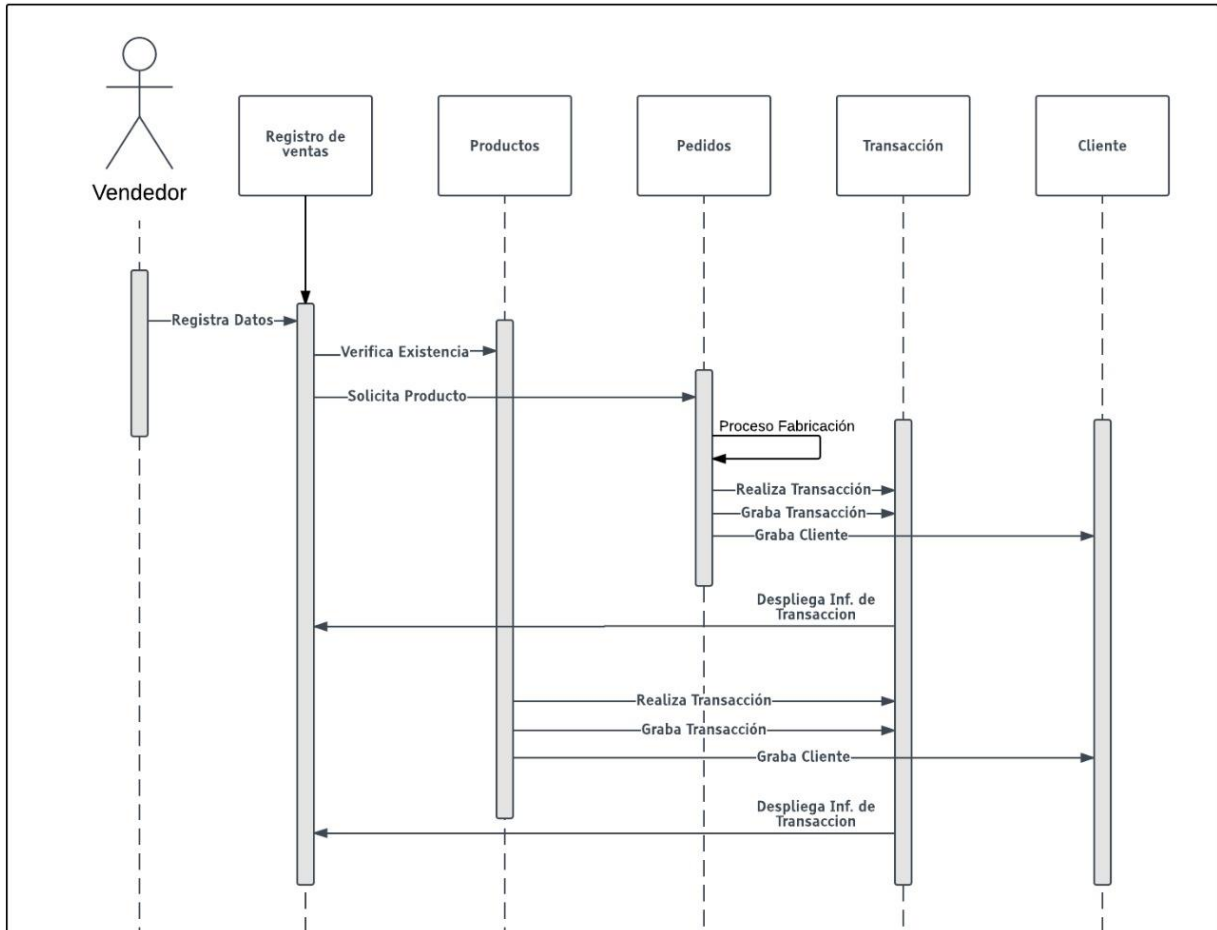 Vendedor
Registro de
ventas
Productos
Pedidos
Transacción
Cliente
Registra Datos
Verifica Existencia
Solicita Producto
Proceso Fabricación
Realiza Transacción
Graba Transacción
Graba Cliente
Despliega Inf. de
Transaccion
Realiza Transacción
Graba Transacción
Graba Cliente
Despliega Inf. de
Transaccion